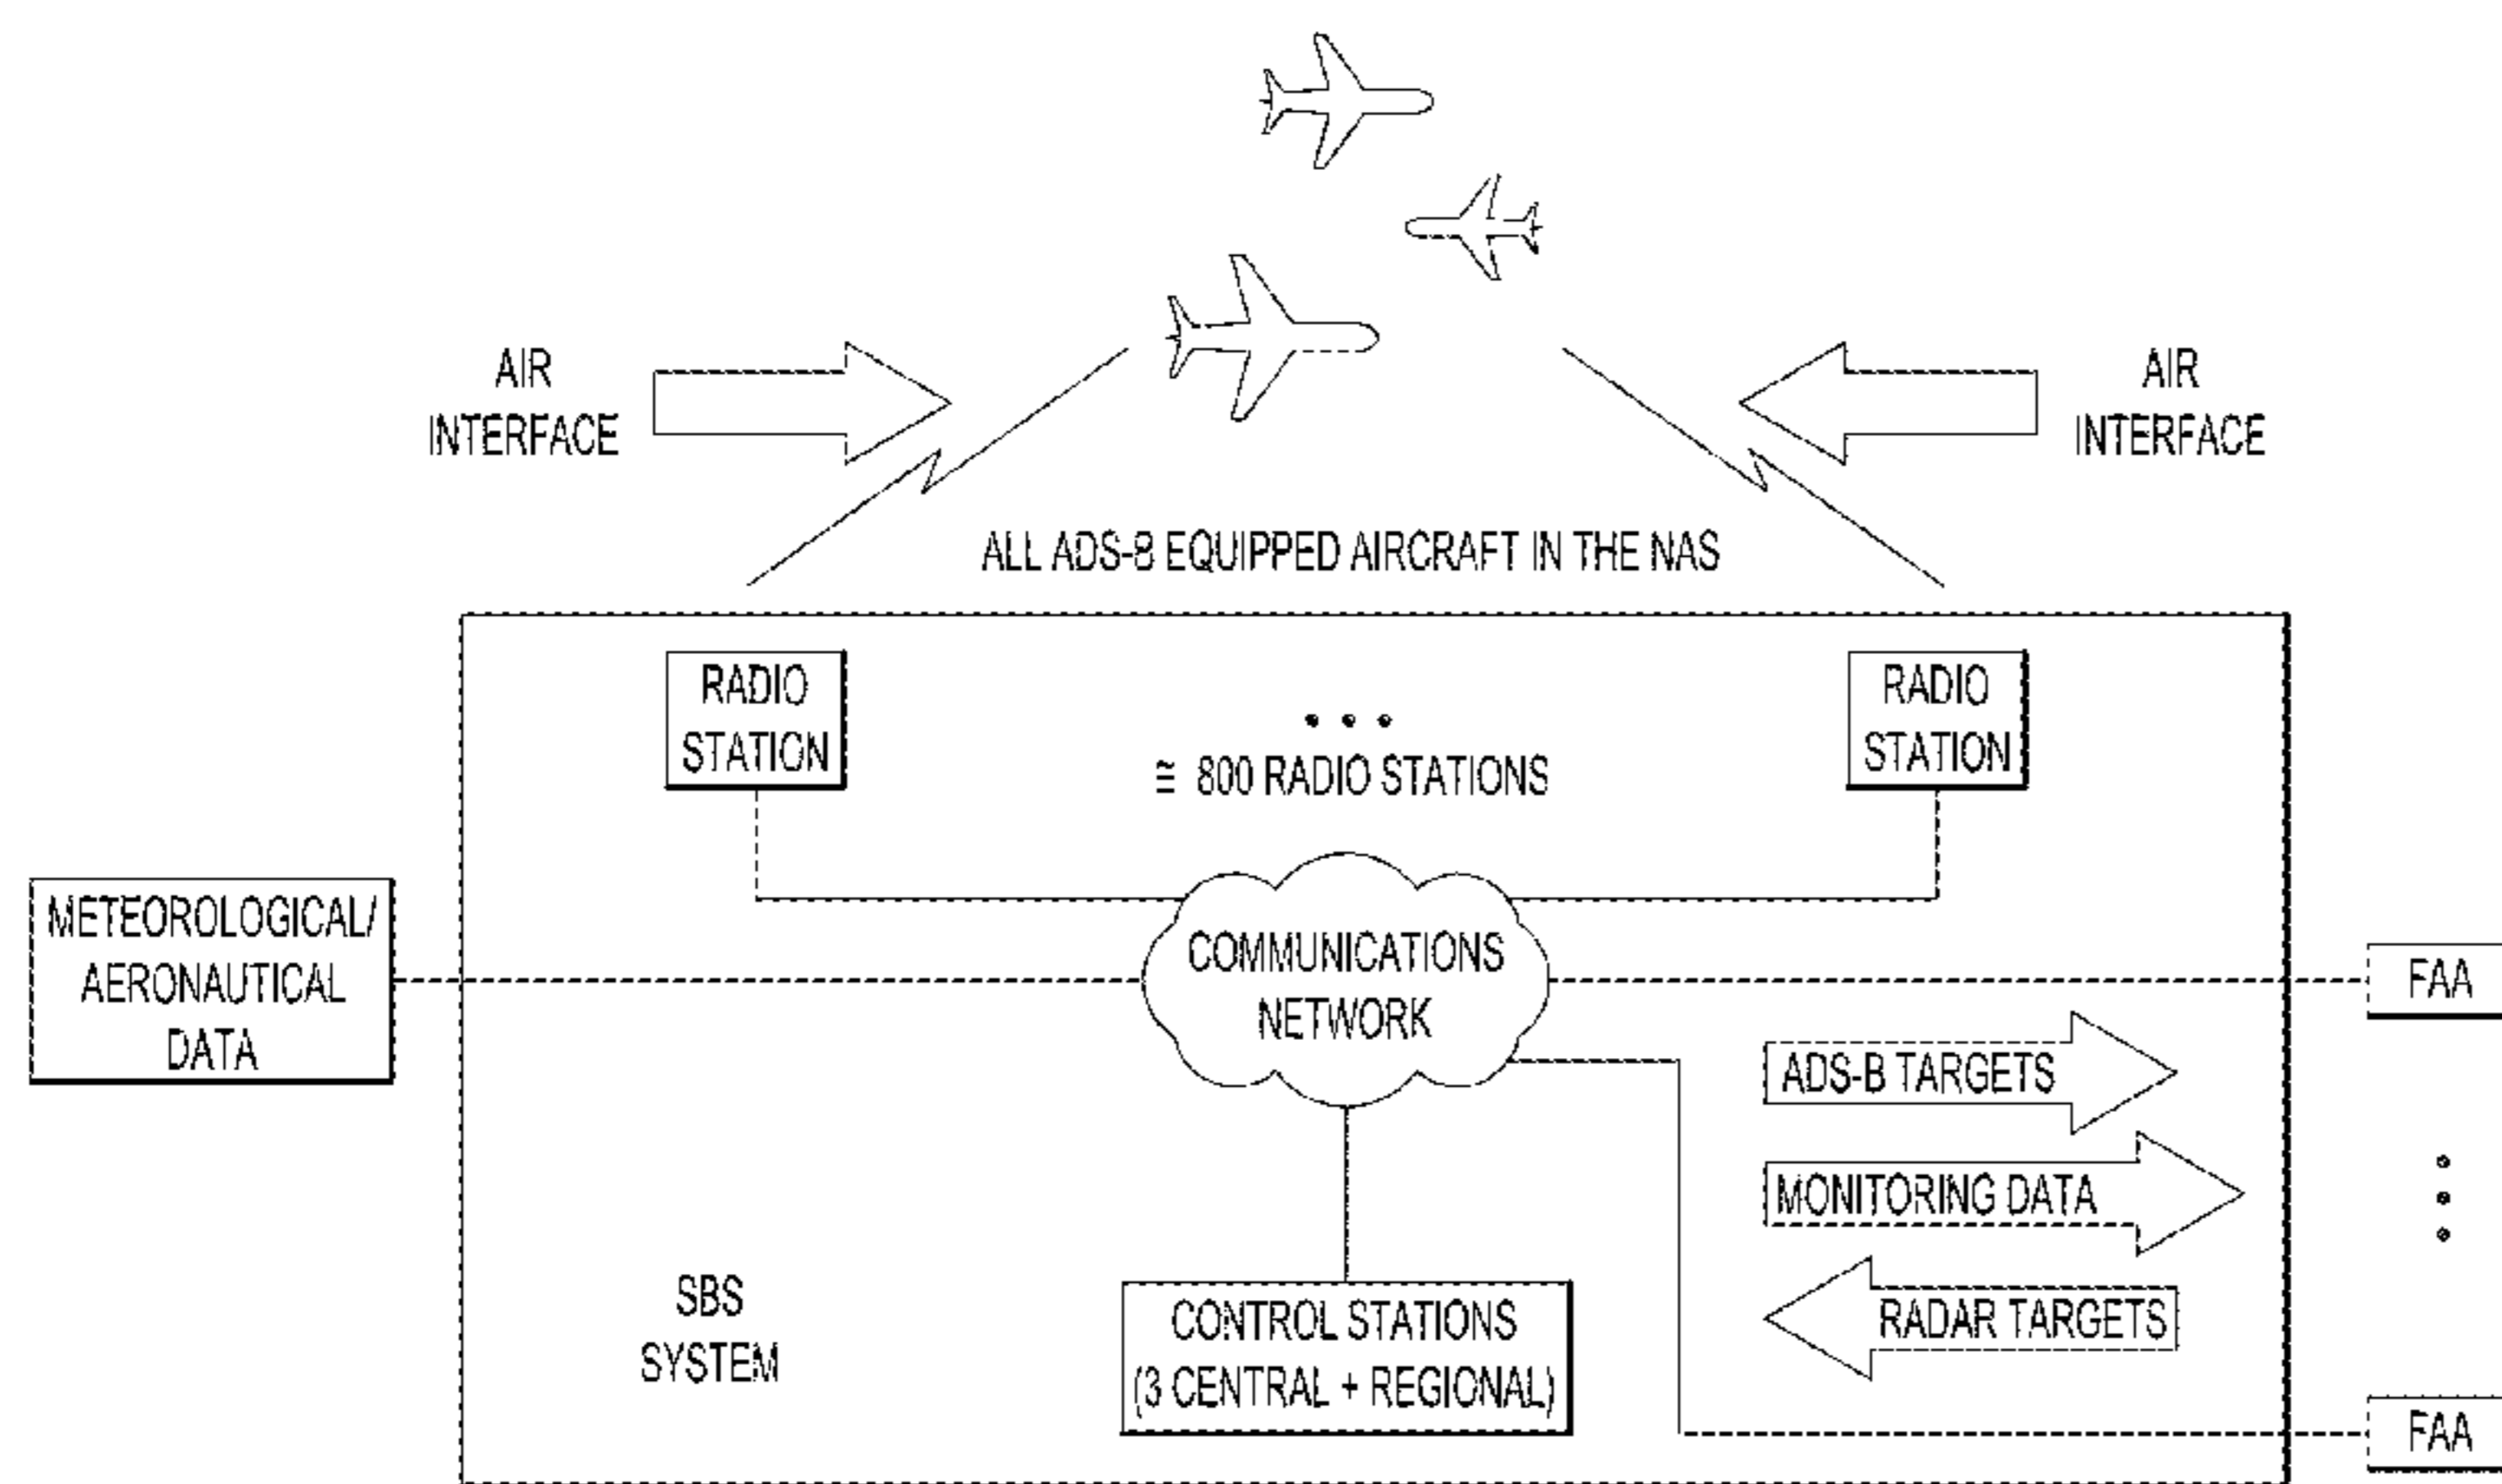 AIR
INTERFACE
AIR
INTERFACE
ALL ADS-8 EQUIPPED AIRCRAFT IN THE NAS
RADIO
STATION
RADIO
STATION
≅ 800 RADIO STATIONS
METEOROLOGICAL/
AERONAUTICAL
DATA
COMMUNICATIONS
NETWORK
FAA
ADS-B TARGETS
MONITORING DATA
RADAR TARGETS
SBS
SYSTEM
CONTROL STATIONS
(3 CENTRAL + REGIONAL)
FAA